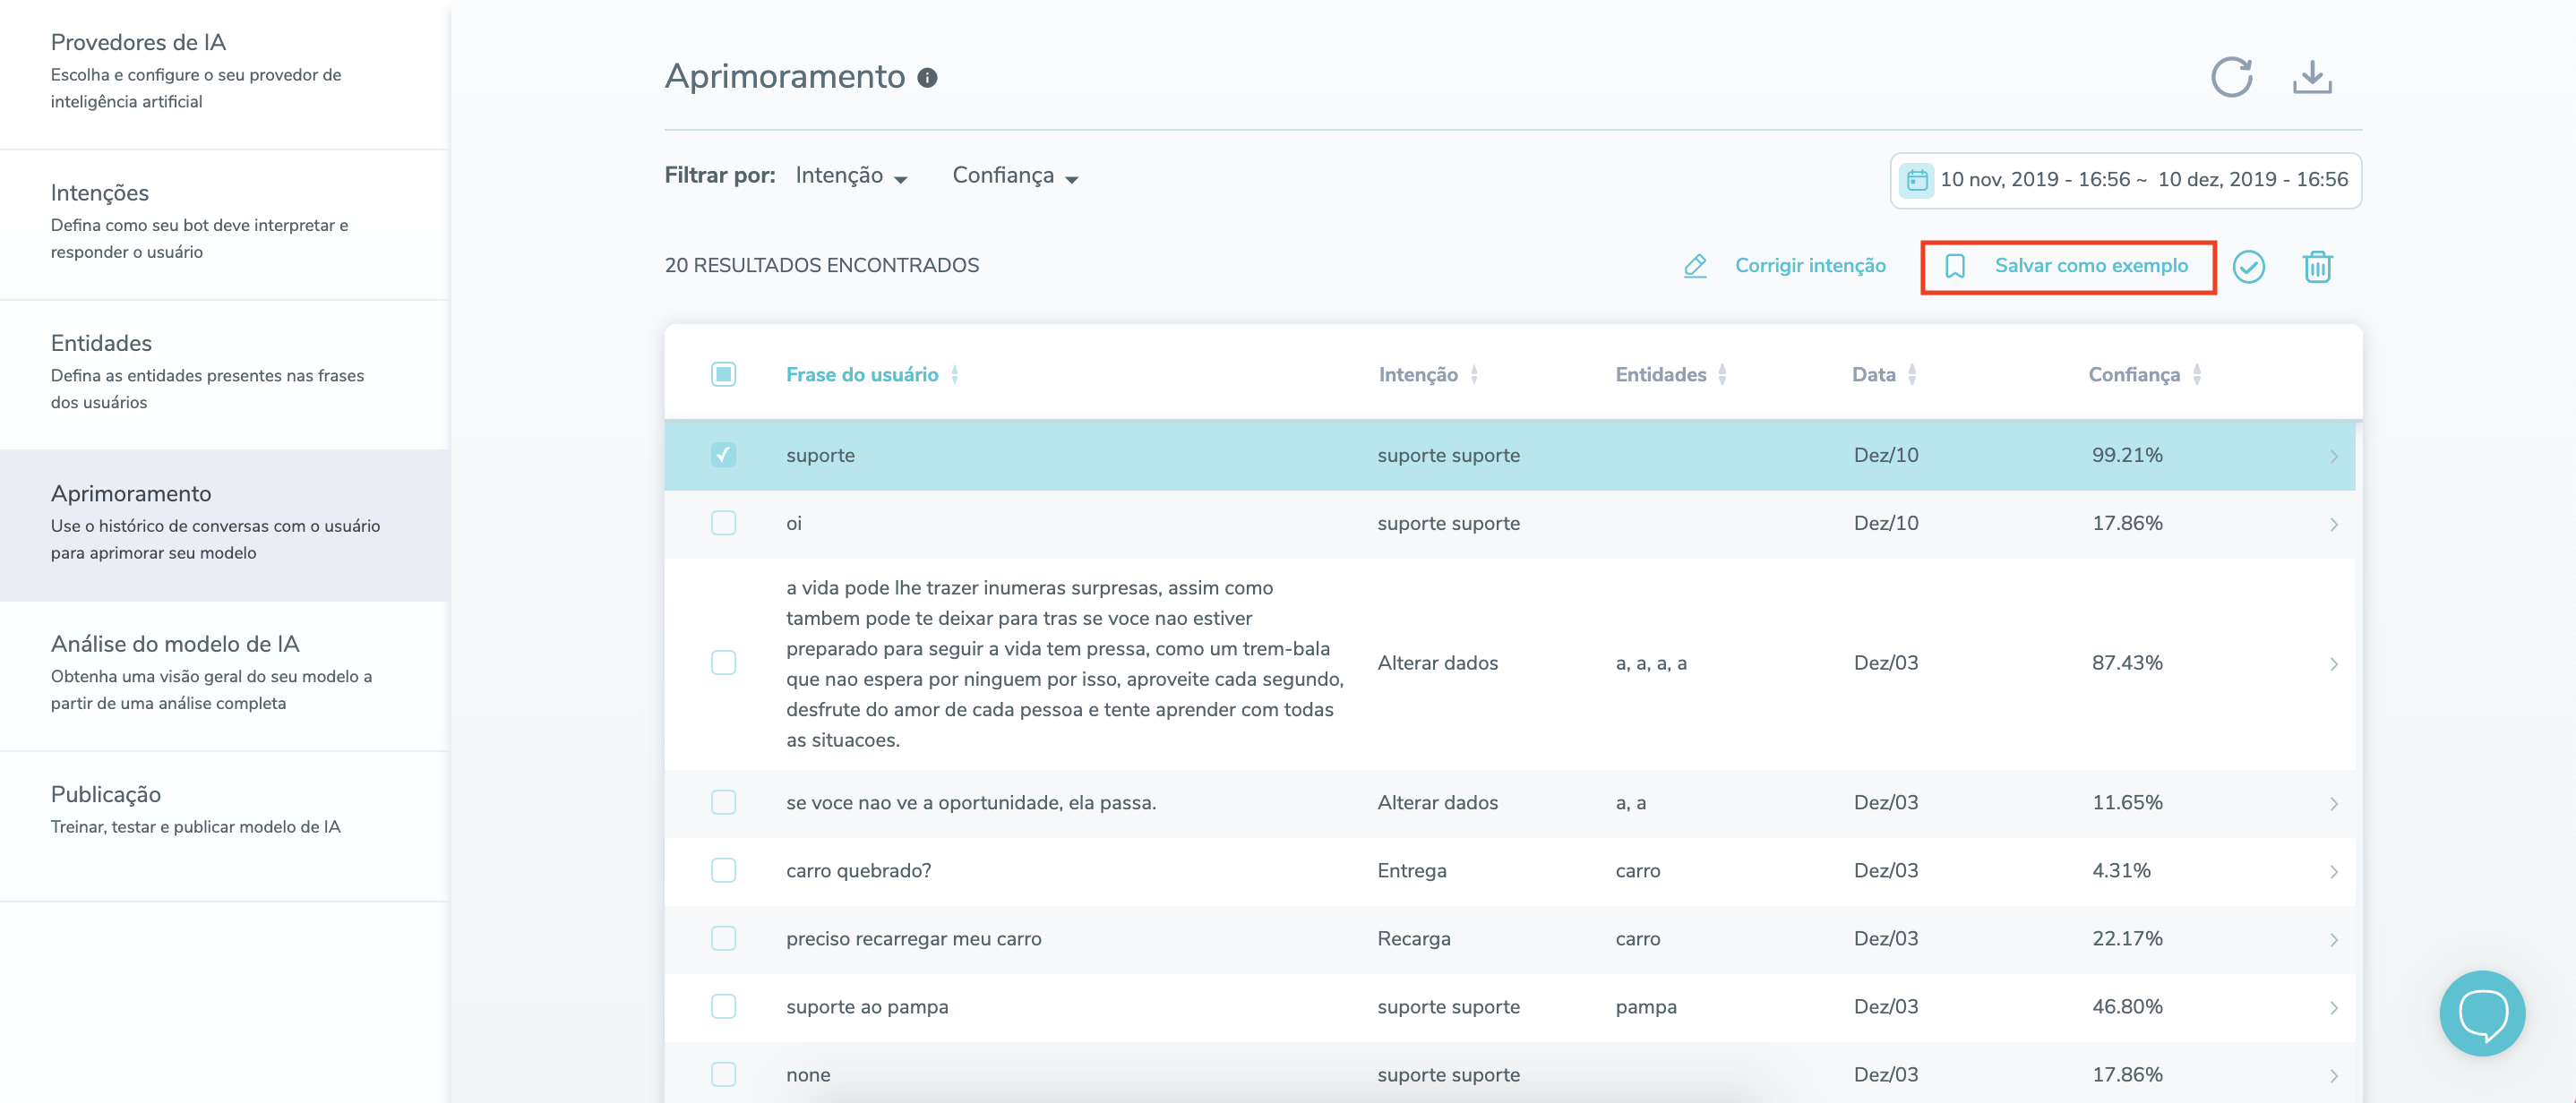 Provedores de IA
Escolha e configure o seu provedor de
inteligência artificial
Intenções
Defina como seu bot deve interpretar e
responder o usuário
Entidades
Defina as entidades presentes nas frases
dos usuários
Aprimoramento
Use o histórico de conversas com o usuário
para aprimorar seu modelo
Análise do modelo de IA
Obtenha uma visão geral do seu modelo a
partir de uma análise completa
Publicação
Treinar, testar e publicar modelo de IA
Aprimoramento
Filtrar por: Intenção Confiança
10 nov, 2019 - 16:56 ~ 10 dez, 2019 - 16:56
20 RESULTADOS ENCONTRADOS
Corrigir intenção Salvar como exemplo
Frase do usuário Intenção Entidades Data Confiança
suporte suporte suporte Dez/10 99.21%
oi suporte suporte Dez/10 17.86%
a vida pode lhe trazer inumeras surpresas, assim como
tambem pode te deixar para tras se voce nao estiver
preparado para seguir a vida tem pressa, como um trem-bala
que nao espera por ninguem por isso, aproveite cada segundo,
desfrute do amor de cada pessoa e tente aprender com todas
as situacoes.
Alterar dados a, a, a, a Dez/03 87.43%
se voce nao ve a oportunidade, ela passa. Alterar dados a, a Dez/03 11.65%
carro quebrado? Entrega carro Dez/03 4.31%
preciso recarregar meu carro Recarga carro Dez/03 22.17%
suporte ao pampa suporte suporte pampa Dez/03 46.80%
none suporte suporte Dez/03 17.86%